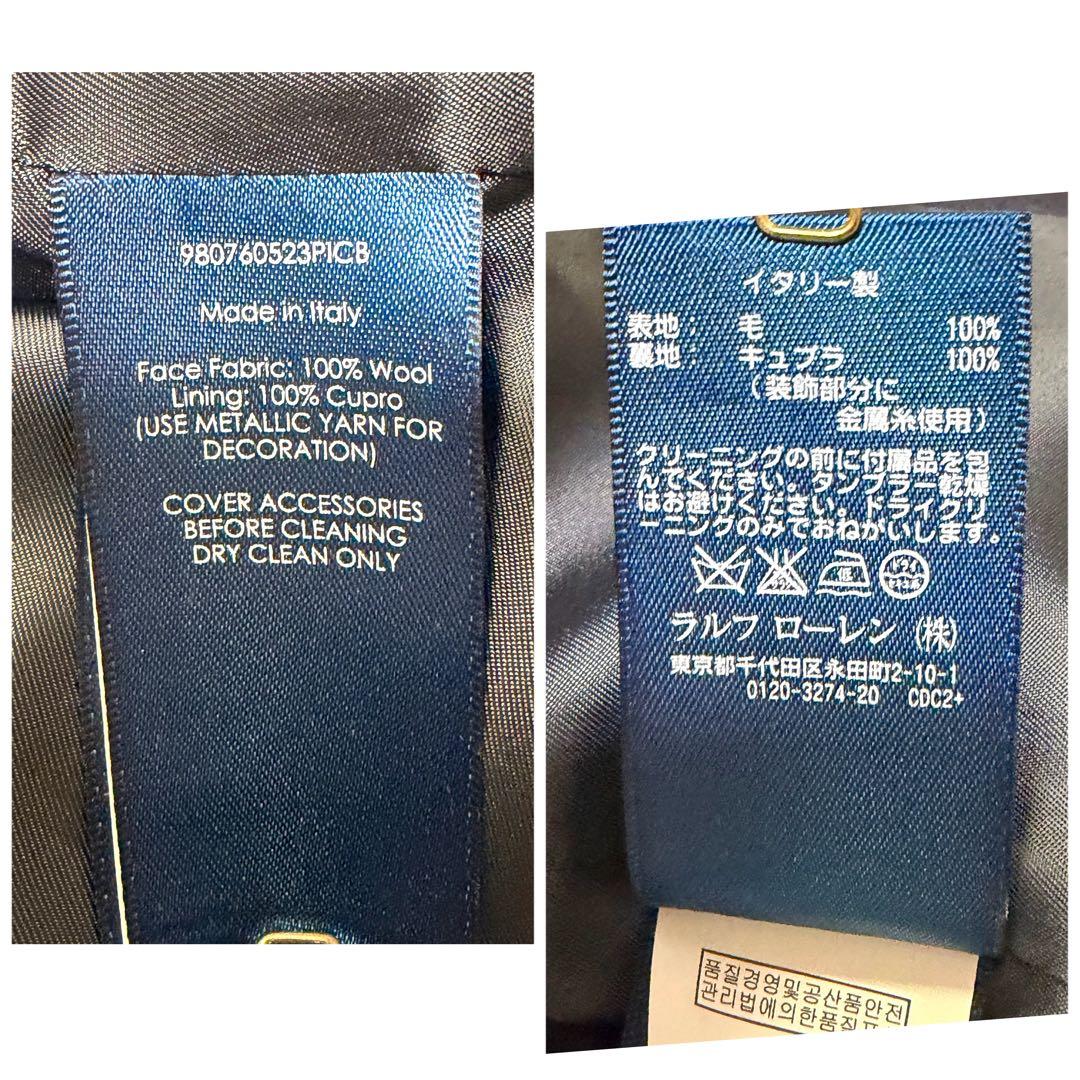 980760523PICB
Made in Italy
Face Fabric: 100% Wool
Lining: 100% Cupro
(USE METALLIC YARN FOR
DECORATION)
COVER ACCESSORIES
BEFORE CLEANING
DRY CLEAN ONLY
イタリー製
表地: 毛 100%
裏地: キュプラ 100%
(装飾部分に
金属糸使用)
クリーニングの前に付属品を包
んでください。タンブラー乾燥
はお避けください。ドライクリ
ーニングのみでおねがいします。
低 ドライ
ラルフ ローレン (株)
東京都千代田区永田町2-10-1
0120-3274-20 CDC2+
품질경영및공산품안전
관리법에의한품질표